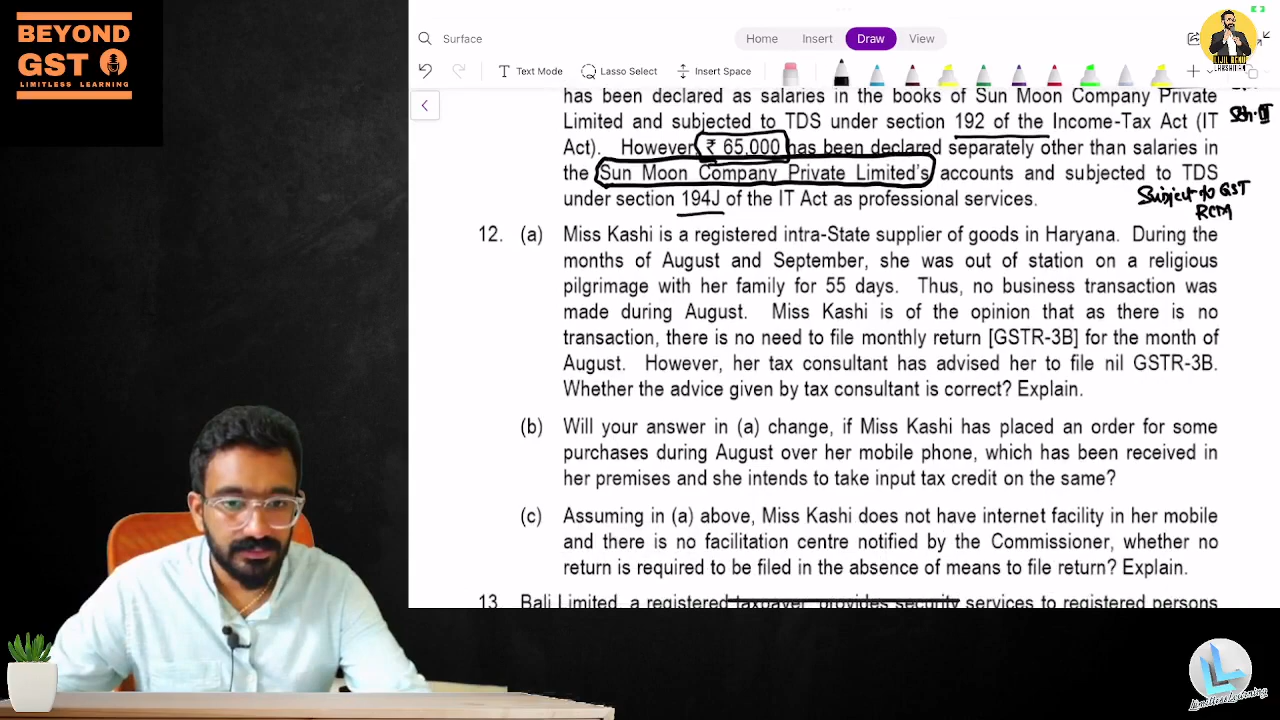 BEYOND
GST
LIMITLESS LEARNING
Surface
Home Insert Draw View
Text Mode Lasso Select Insert Space
has been declared as salaries in the books of Sun Moon Company Private
Limited and subjected to TDS under section 192 of the Income-Tax Act (IT
Act). However, ₹ 65,000 has been declared separately other than salaries in
the Sun Moon Company Private Limited's accounts and subjected to TDS
under section 194J of the IT Act as professional services.
Sch-III
Subject to GST
RCM
12. (a) Miss Kashi is a registered intra-State supplier of goods in Haryana. During the
months of August and September, she was out of station on a religious
pilgrimage with her family for 55 days. Thus, no business transaction was
made during August. Miss Kashi is of the opinion that as there is no
transaction, there is no need to file monthly return [GSTR-3B] for the month of
August. However, her tax consultant has advised her to file nil GSTR-3B.
Whether the advice given by tax consultant is correct? Explain.
(b) Will your answer in (a) change, if Miss Kashi has placed an order for some
purchases during August over her mobile phone, which has been received in
her premises and she intends to take input tax credit on the same?
(c) Assuming in (a) above, Miss Kashi does not have internet facility in her mobile
and there is no facilitation centre notified by the Commissioner, whether no
return is required to be filed in the absence of means to file return? Explain.
13. Bali Limited, a registered taxpayer, provides security services to registered persons
Limitless Learning